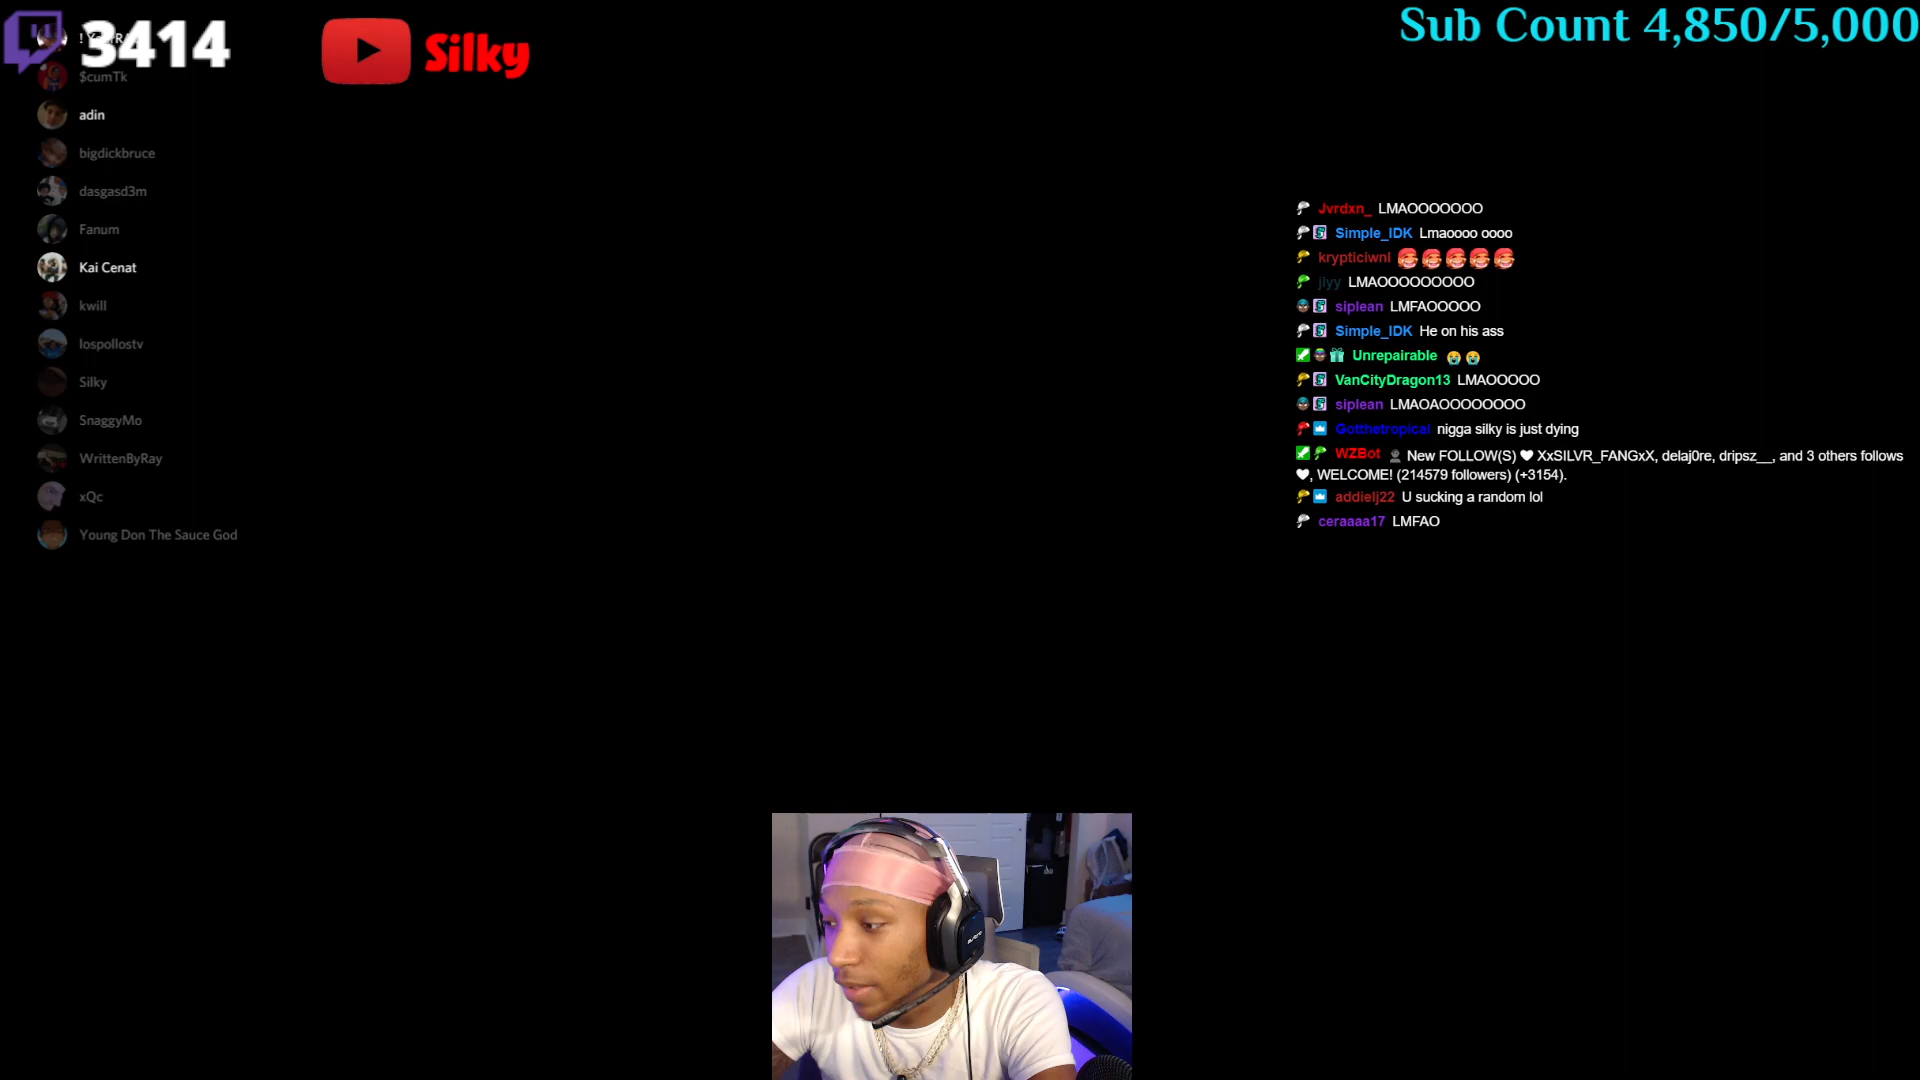 3414
Silky
Sub Count 4,850/5,000
$cumTk
adin
bigdickbruce
dasgasd3m
Fanum
Kai Cenat
kwill
lospollostv
Silky
SnaggyMo
WrittenByRay
xQc
Young Don The Sauce God
Jvrdxn_ LMAOOOOOOO
Simple_IDK Lmaoooo oooo
krypticiwnl
jlyy LMAOOOOOOOOO
siplean LMFAOOOOO
Simple_IDK He on his ass
Unrepairable
VanCityDragon13 LMAOOOOO
siplean LMAOAOOOOOOOO
Gotthetropical nigga silky is just dying
WZBot New FOLLOW(S) XxSILVR_FANGxX, delaj0re, dripsz__, and 3 others follows
, WELCOME! (214579 followers) (+3154).
addielj22 U sucking a random lol
ceraaaa17 LMFAO